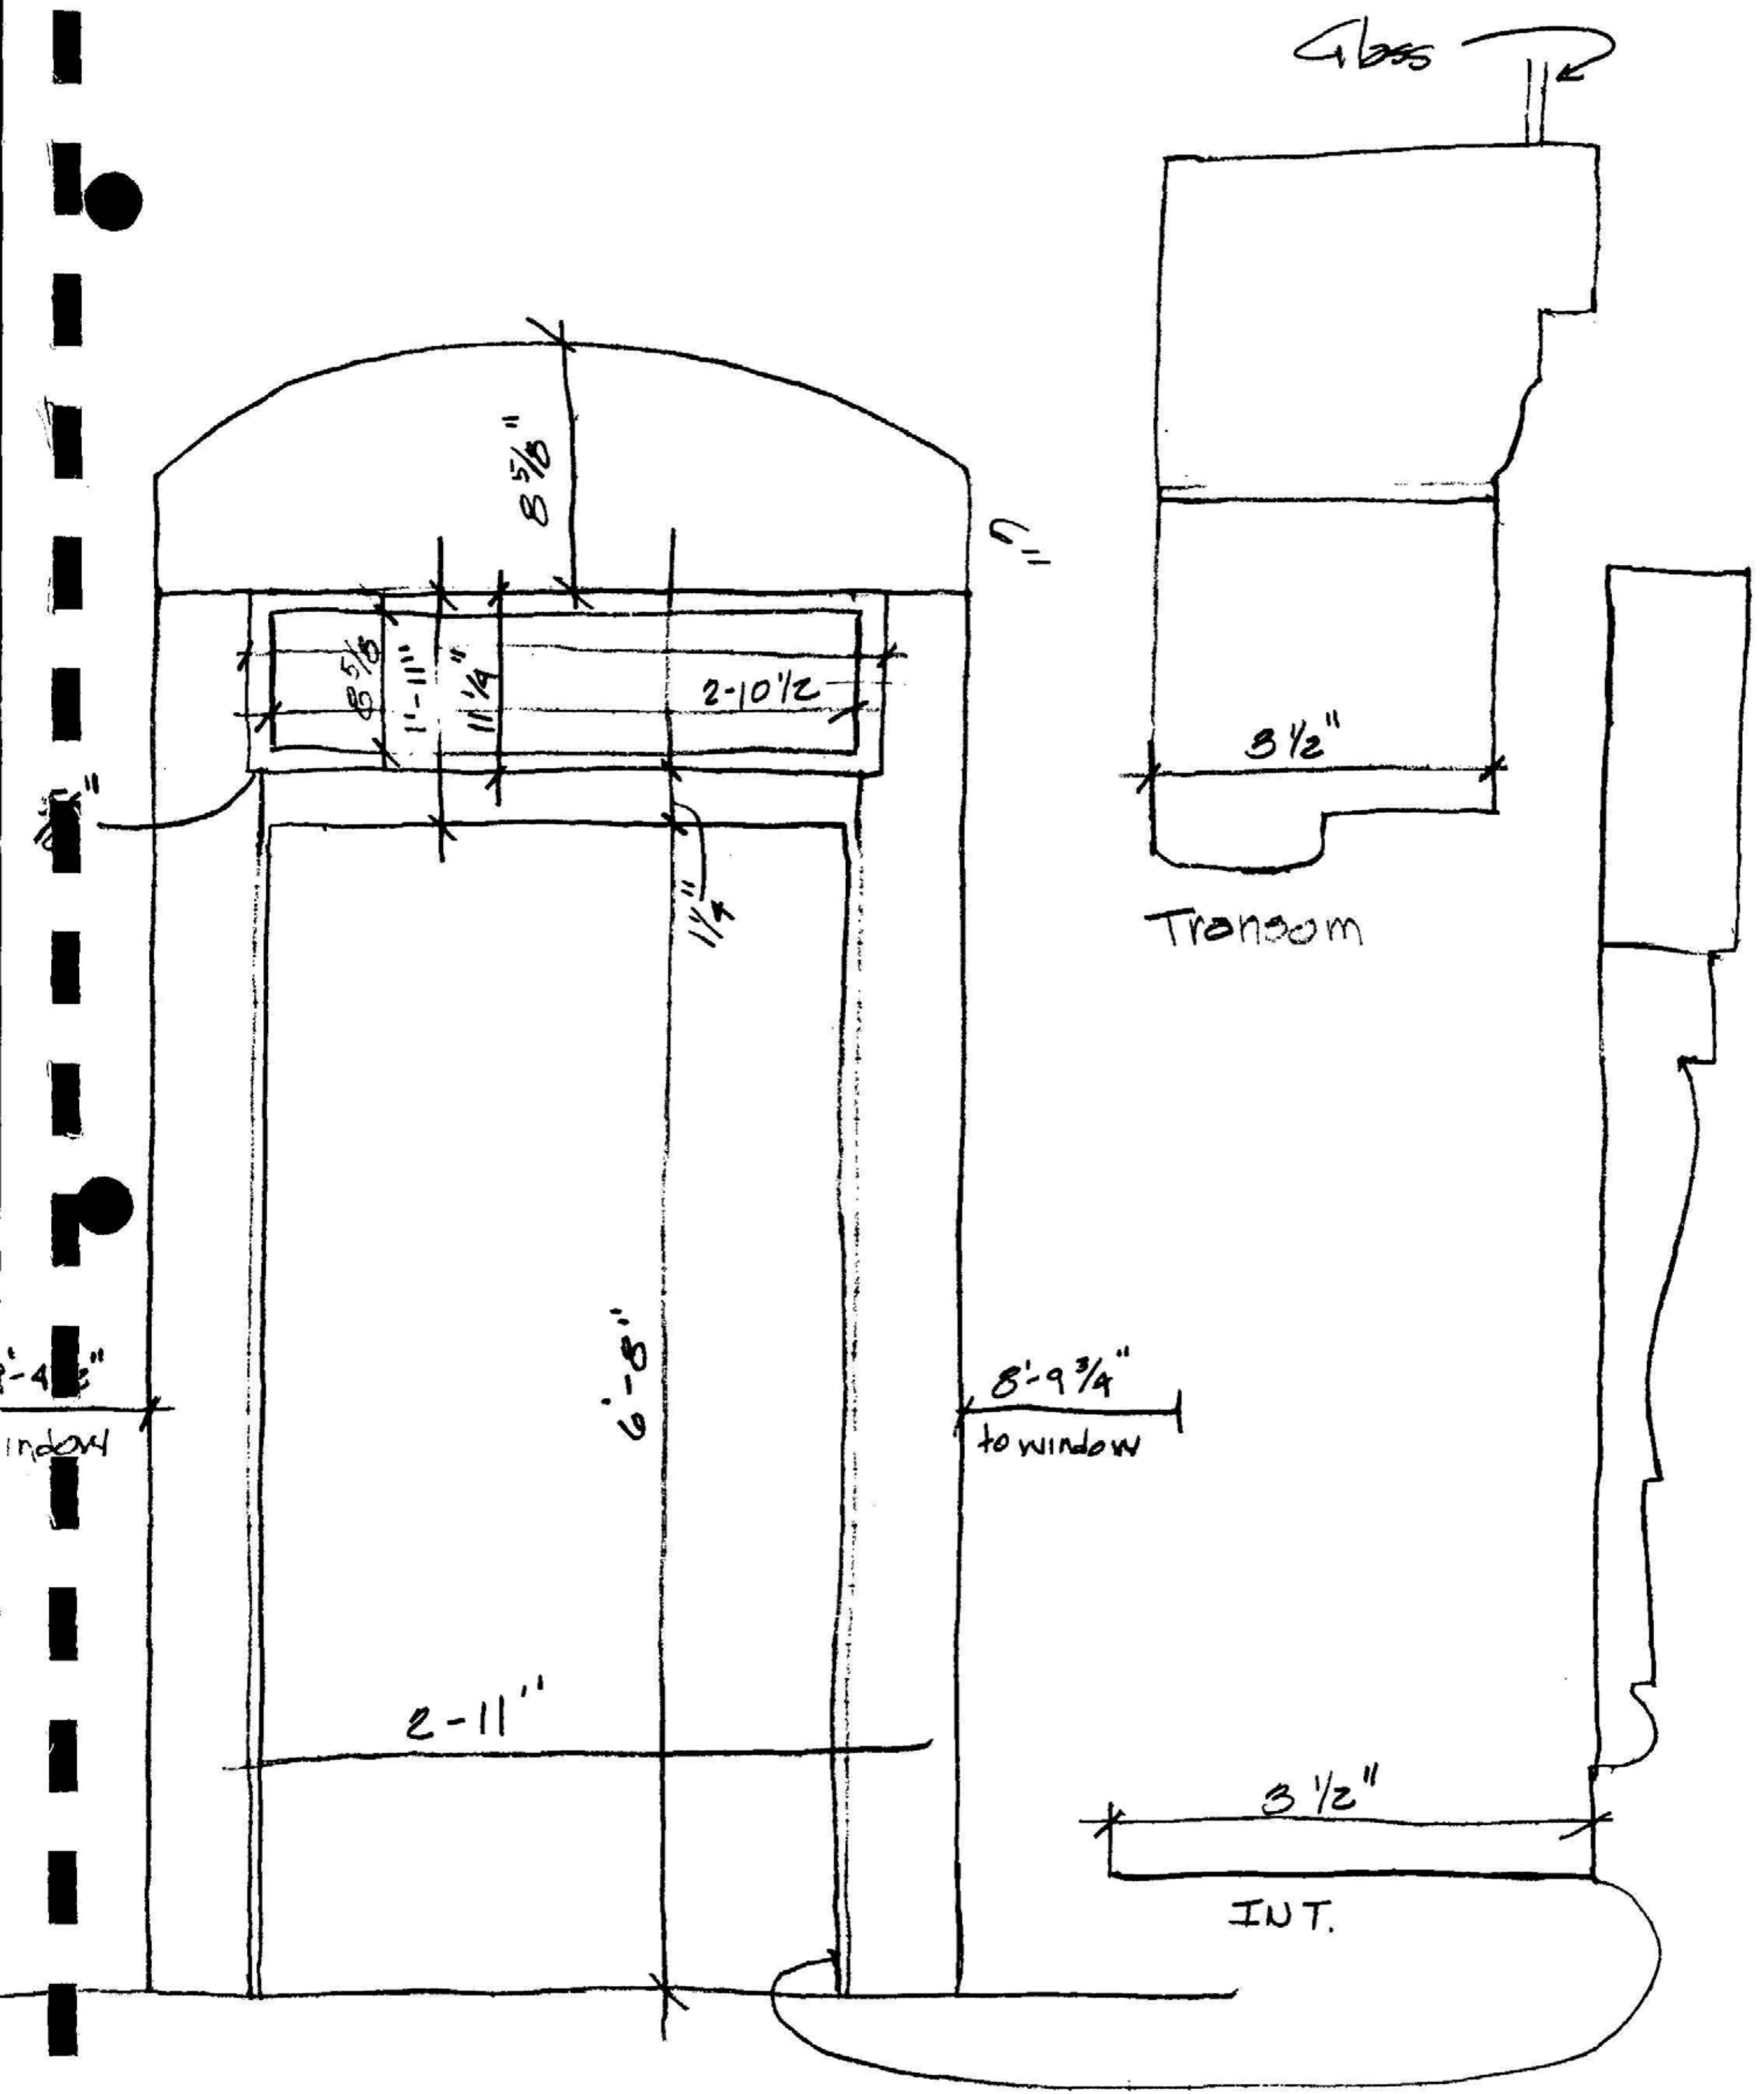 Glass
8 5/8"
8 5/8
1'-11"
11 1/4"
2-10 1/2
3 1/2"
1 1/4"
Transom
6'-8"
8'-9 3/4"
to window
2-11"
3 1/2"
INT.